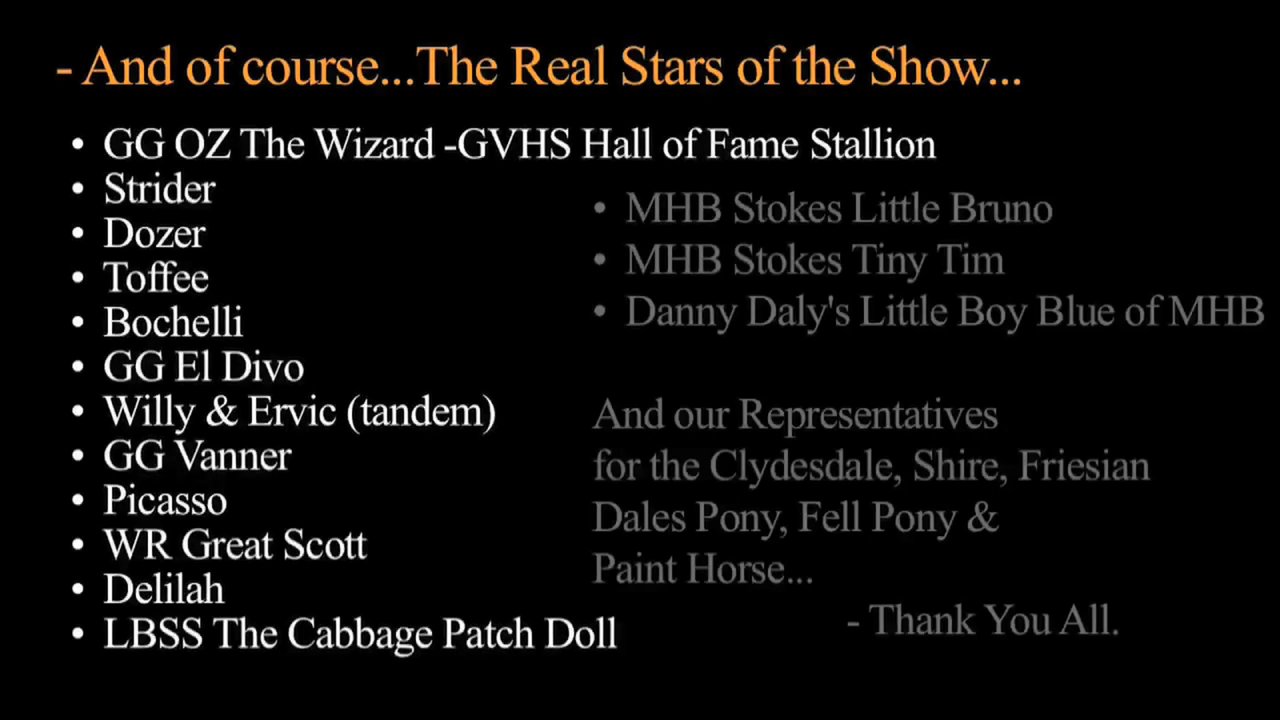 - And of course...The Real Stars of the Show...
• GG OZ The Wizard -GVHS Hall of Fame Stallion
• Strider
• Dozer
• Toffee
• Bochelli
• GG El Divo
• Willy & Ervic (tandem)
• GG Vanner
• Picasso
• WR Great Scott
• Delilah
• LBSS The Cabbage Patch Doll
• MHB Stokes Little Bruno
• MHB Stokes Tiny Tim
• Danny Daly's Little Boy Blue of MHB
And our Representatives
for the Clydesdale, Shire, Friesian
Dales Pony, Fell Pony &
Paint Horse...
- Thank You All.